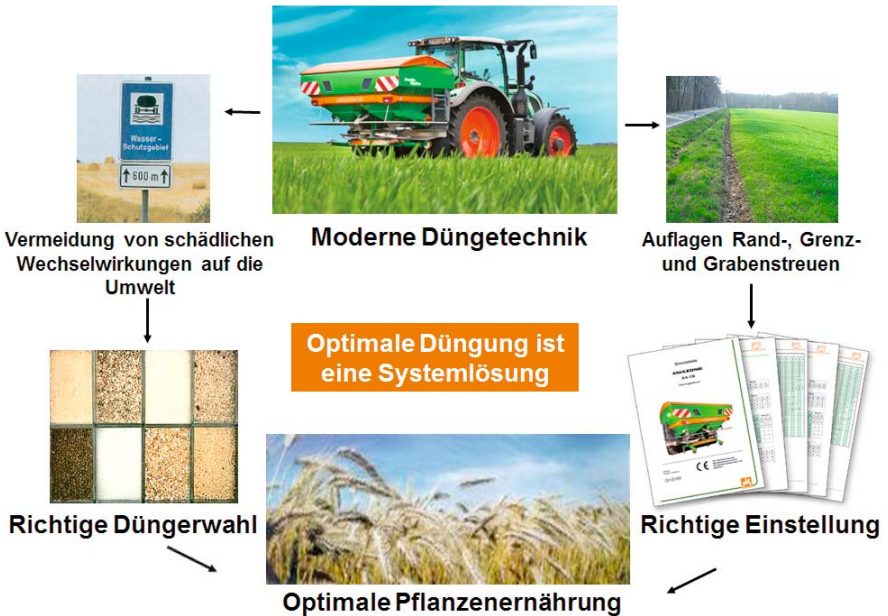 Wasser-
Schutzgebiet
600 m
Vermeidung von schädlichen
Wechselwirkungen auf die
Umwelt
Moderne Düngetechnik
Auflagen Rand-, Grenz-
und Grabenstreuen
Optimale Düngung ist
eine Systemlösung
AMAZONE
CE
Richtige Düngerwahl
Richtige Einstellung
Optimale Pflanzenernährung